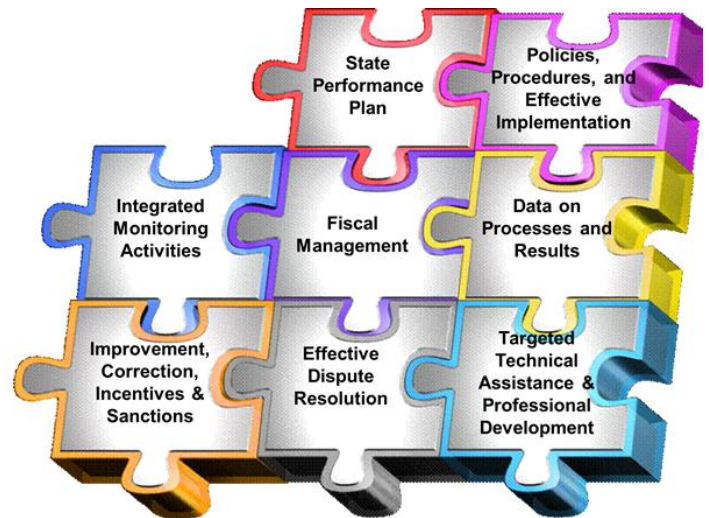 State
Performance
Plan
Policies,
Procedures, and
Effective
Implementation
Integrated
Monitoring
Activities
Fiscal
Management
Data on
Processes and
Results
Improvement,
Correction,
Incentives &
Sanctions
Effective
Dispute
Resolution
Targeted
Technical
Assistance &
Professional
Development